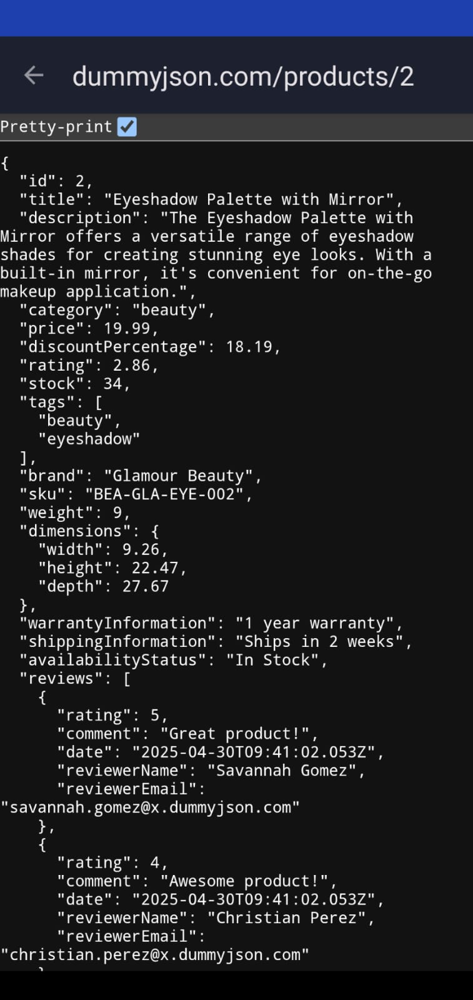 dummyjson.com/products/2
Pretty-print
{
  "id": 2,
  "title": "Eyeshadow Palette with Mirror",
  "description": "The Eyeshadow Palette with
Mirror offers a versatile range of eyeshadow
shades for creating stunning eye looks. With a
built-in mirror, it's convenient for on-the-go
makeup application.",
  "category": "beauty",
  "price": 19.99,
  "discountPercentage": 18.19,
  "rating": 2.86,
  "stock": 34,
  "tags": [
    "beauty",
    "eyeshadow"
  ],
  "brand": "Glamour Beauty",
  "sku": "BEA-GLA-EYE-002",
  "weight": 9,
  "dimensions": {
    "width": 9.26,
    "height": 22.47,
    "depth": 27.67
  },
  "warrantyInformation": "1 year warranty",
  "shippingInformation": "Ships in 2 weeks",
  "availabilityStatus": "In Stock",
  "reviews": [
    {
      "rating": 5,
      "comment": "Great product!",
      "date": "2025-04-30T09:41:02.053Z",
      "reviewerName": "Savannah Gomez",
      "reviewerEmail":
"savannah.gomez@x.dummyjson.com"
    },
    {
      "rating": 4,
      "comment": "Awesome product!",
      "date": "2025-04-30T09:41:02.053Z",
      "reviewerName": "Christian Perez",
      "reviewerEmail":
"christian.perez@x.dummyjson.com"